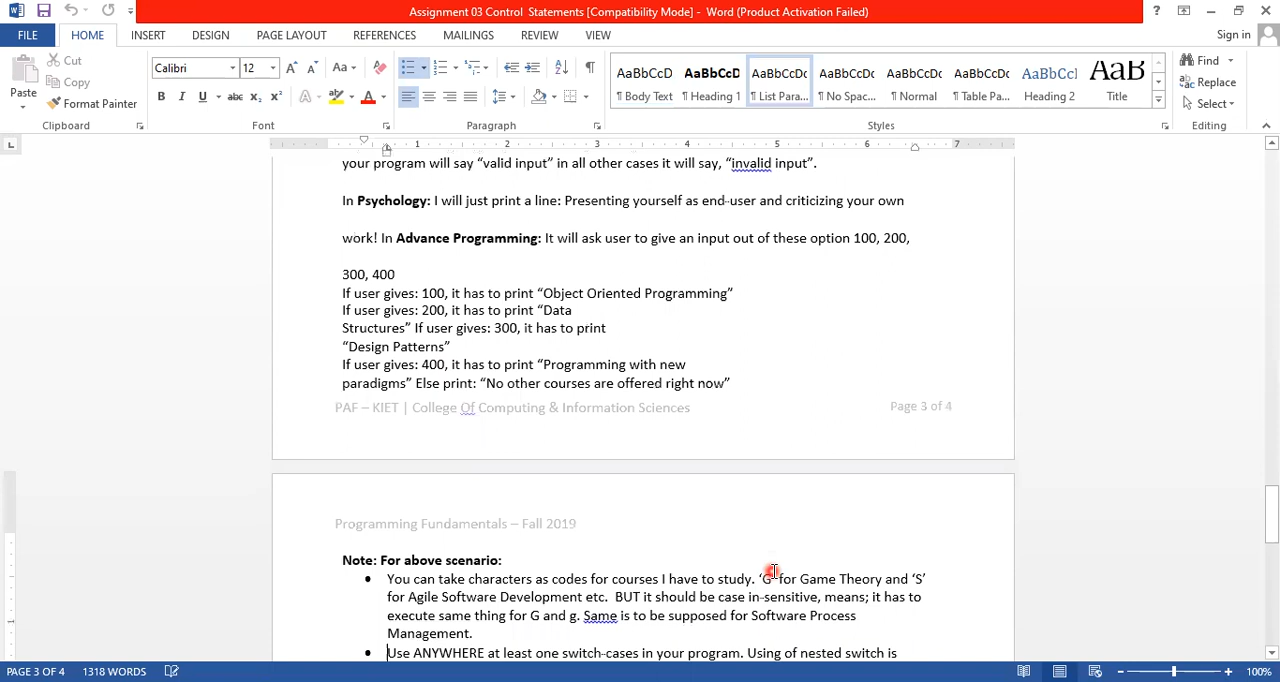 Assignment 03 Control Statements [Compatibility Mode] - Word (Product Activation Failed)
FILE HOME INSERT DESIGN PAGE LAYOUT REFERENCES MAILINGS REVIEW VIEW Sign in
Paste Cut Copy Format Painter
Clipboard
Calibri 12
Font
Paragraph
AaBbCcD AaBbCcD AaBbCcDc AaBbCcDc AaBbCcDc AaBbCcDc AaBbCcI AaB
¶ Body Text ¶ Heading 1 ¶ List Para... ¶ No Spac... ¶ Normal ¶ Table Pa... Heading 2 Title
Styles
Find Replace Select
Editing
1 2 3 4 5 6 7
your program will say “valid input” in all other cases it will say, “invalid input”.
In Psychology: I will just print a line: Presenting yourself as end-user and criticizing your own
work! In Advance Programming: It will ask user to give an input out of these option 100, 200,
300, 400
If user gives: 100, it has to print “Object Oriented Programming”
If user gives: 200, it has to print “Data
Structures” If user gives: 300, it has to print
“Design Patterns”
If user gives: 400, it has to print “Programming with new
paradigms” Else print: “No other courses are offered right now”
PAF – KIET | College Of Computing & Information Sciences Page 3 of 4
Programming Fundamentals – Fall 2019
Note: For above scenario:
• You can take characters as codes for courses I have to study. ‘G’ for Game Theory and ‘S’
for Agile Software Development etc. BUT it should be case in-sensitive, means; it has to
execute same thing for G and g. Same is to be supposed for Software Process
Management.
• Use ANYWHERE at least one switch-cases in your program. Using of nested switch is
PAGE 3 OF 4 1318 WORDS 100%